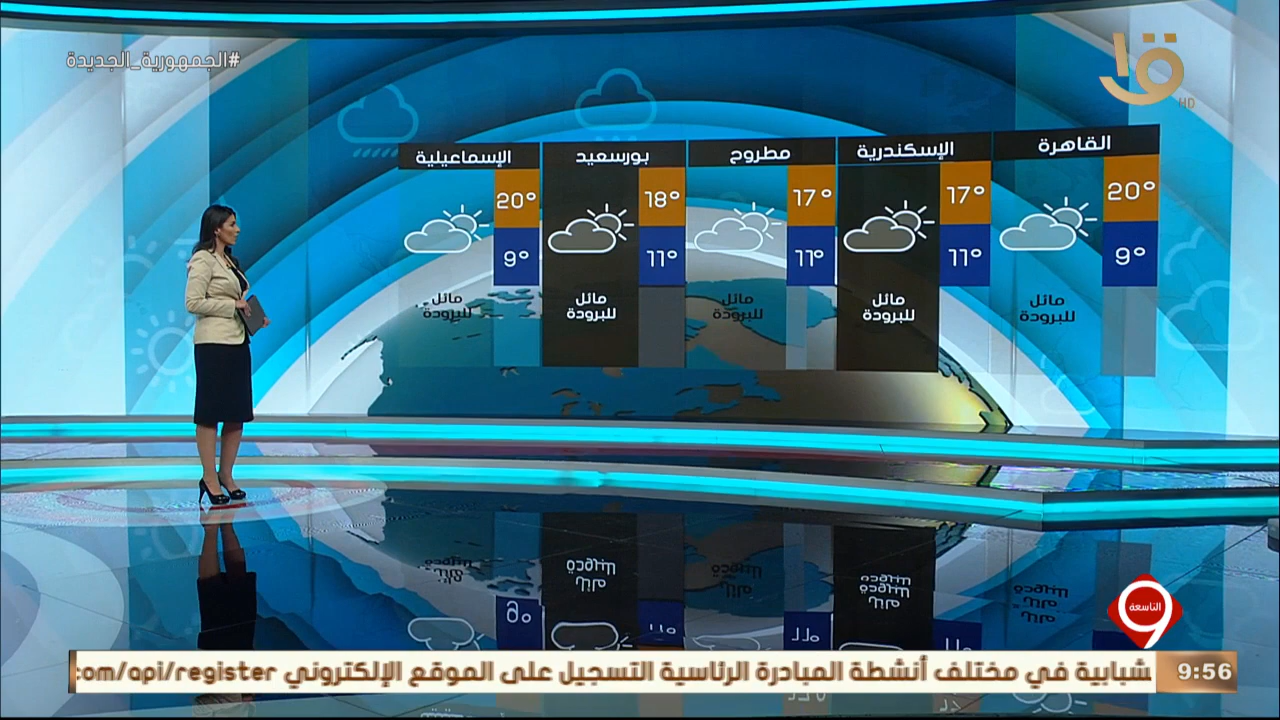 #الجمهورية_الجديدة
HD
القاهرة
20°
9°
مائل
للبرودة
الإسكندرية
17°
11°
مائل
للبرودة
مطروح
17°
11°
مائل
للبرودة
بورسعيد
18°
11°
مائل
للبرودة
الإسماعيلية
20°
9°
مائل
للبرودة
التاسعة
9
9:56
شبابية في مختلف أنشطة المبادرة الرئاسية التسجيل على الموقع الإلكتروني com/api/register